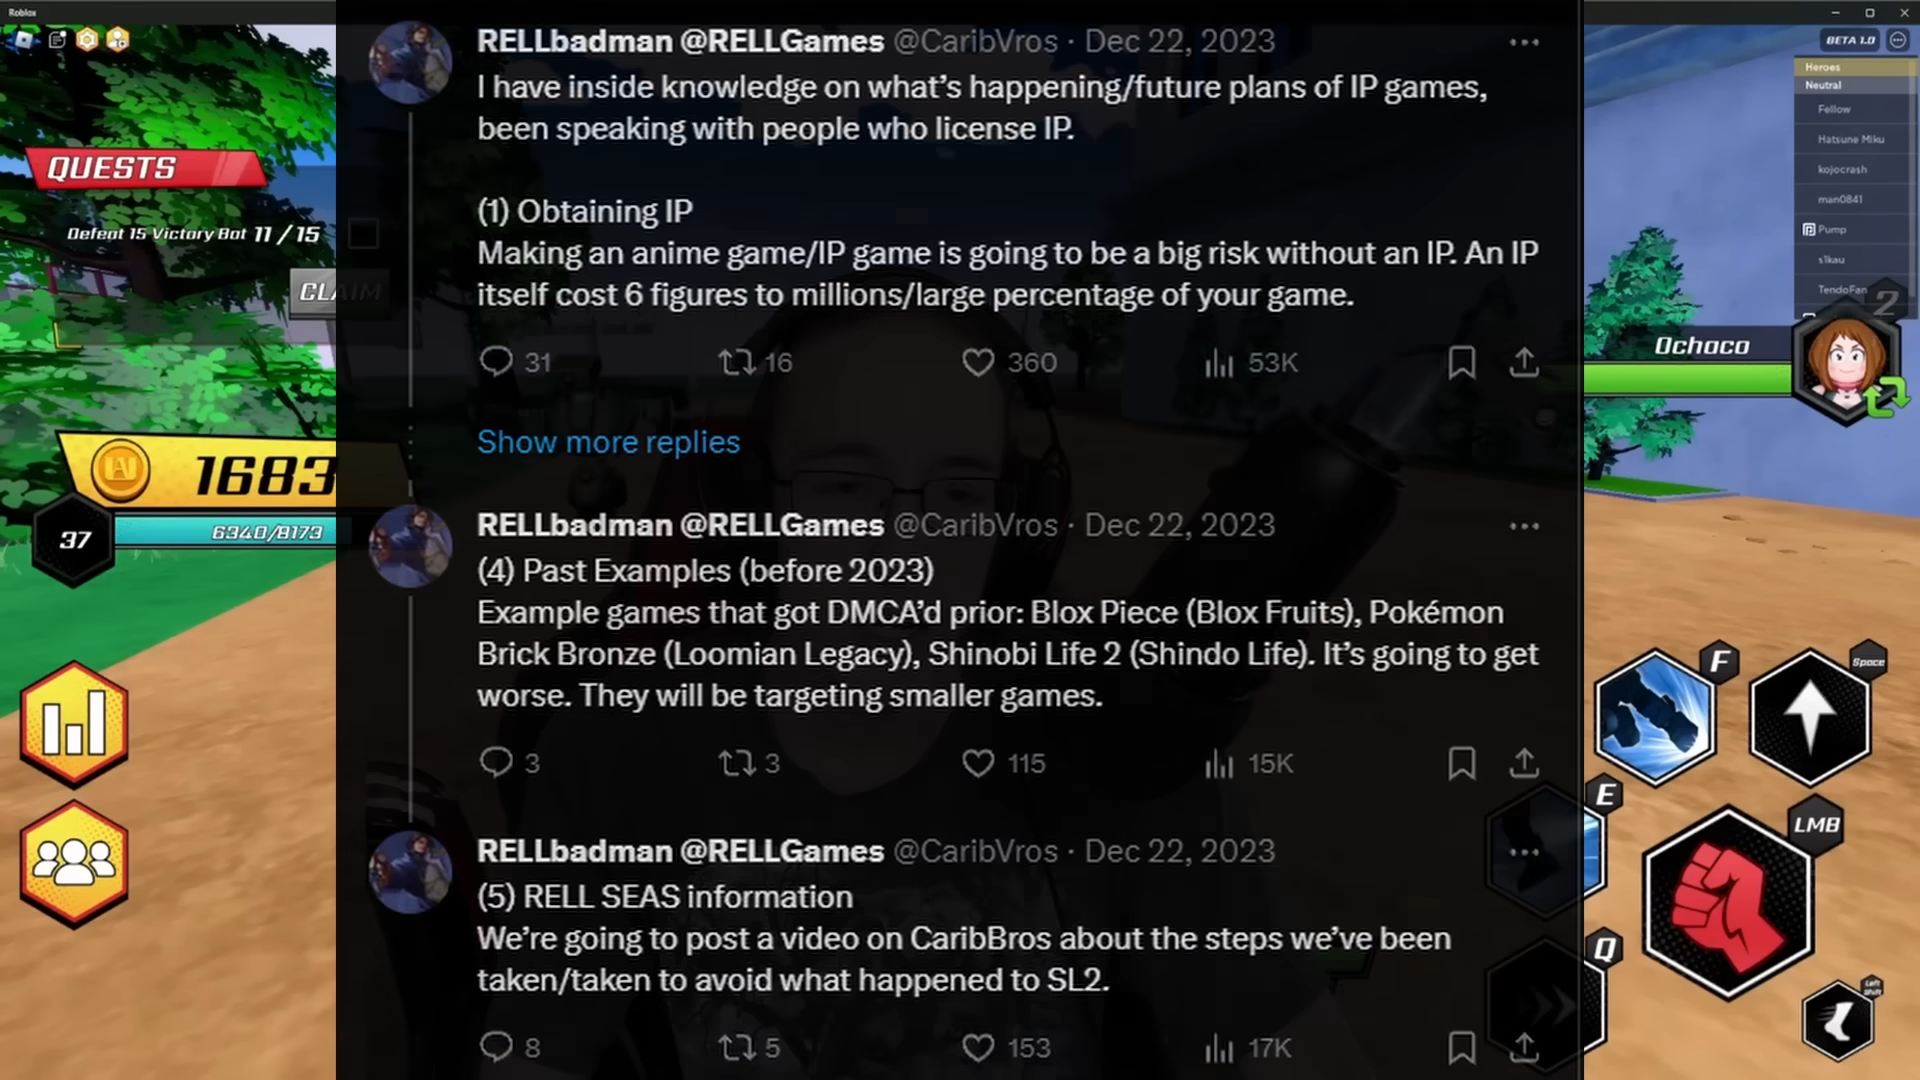 Roblox
BETA 1.0
RELLbadman @RELLGames @CaribVros · Dec 22, 2023
I have inside knowledge on what's happening/future plans of IP games,
been speaking with people who license IP.
(1) Obtaining IP
Making an anime game/IP game is going to be a big risk without an IP. An IP
itself cost 6 figures to millions/large percentage of your game.
31 16 360 53K
Show more replies
RELLbadman @RELLGames @CaribVros · Dec 22, 2023
(4) Past Examples (before 2023)
Example games that got DMCA'd prior: Blox Piece (Blox Fruits), Pokémon
Brick Bronze (Loomian Legacy), Shinobi Life 2 (Shindo Life). It's going to get
worse. They will be targeting smaller games.
3 3 115 15K
RELLbadman @RELLGames @CaribVros · Dec 22, 2023
(5) RELL SEAS information
We're going to post a video on CaribBros about the steps we've been
taken/taken to avoid what happened to SL2.
8 5 153 17K
QUESTS
Defeat 15 Victory Bot 11 / 15
CLAIM
1683
37
6340/8173
Heroes
Neutral
Fellow
Hatsune Miku
kojocrash
man0841
Pump
s1kau
TendoFan
2
Ochaco
F
Space
E
LMB
Q
Left
Shift